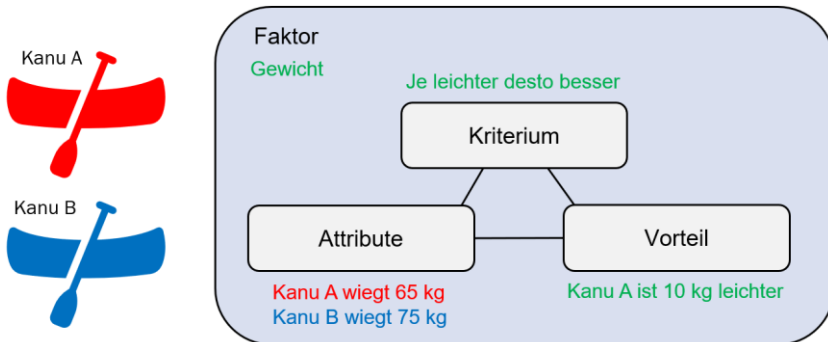 Kanu A
Kanu B
Faktor
Gewicht
Je leichter desto besser
Kriterium
Attribute
Vorteil
Kanu A wiegt 65 kg
Kanu B wiegt 75 kg
Kanu A ist 10 kg leichter